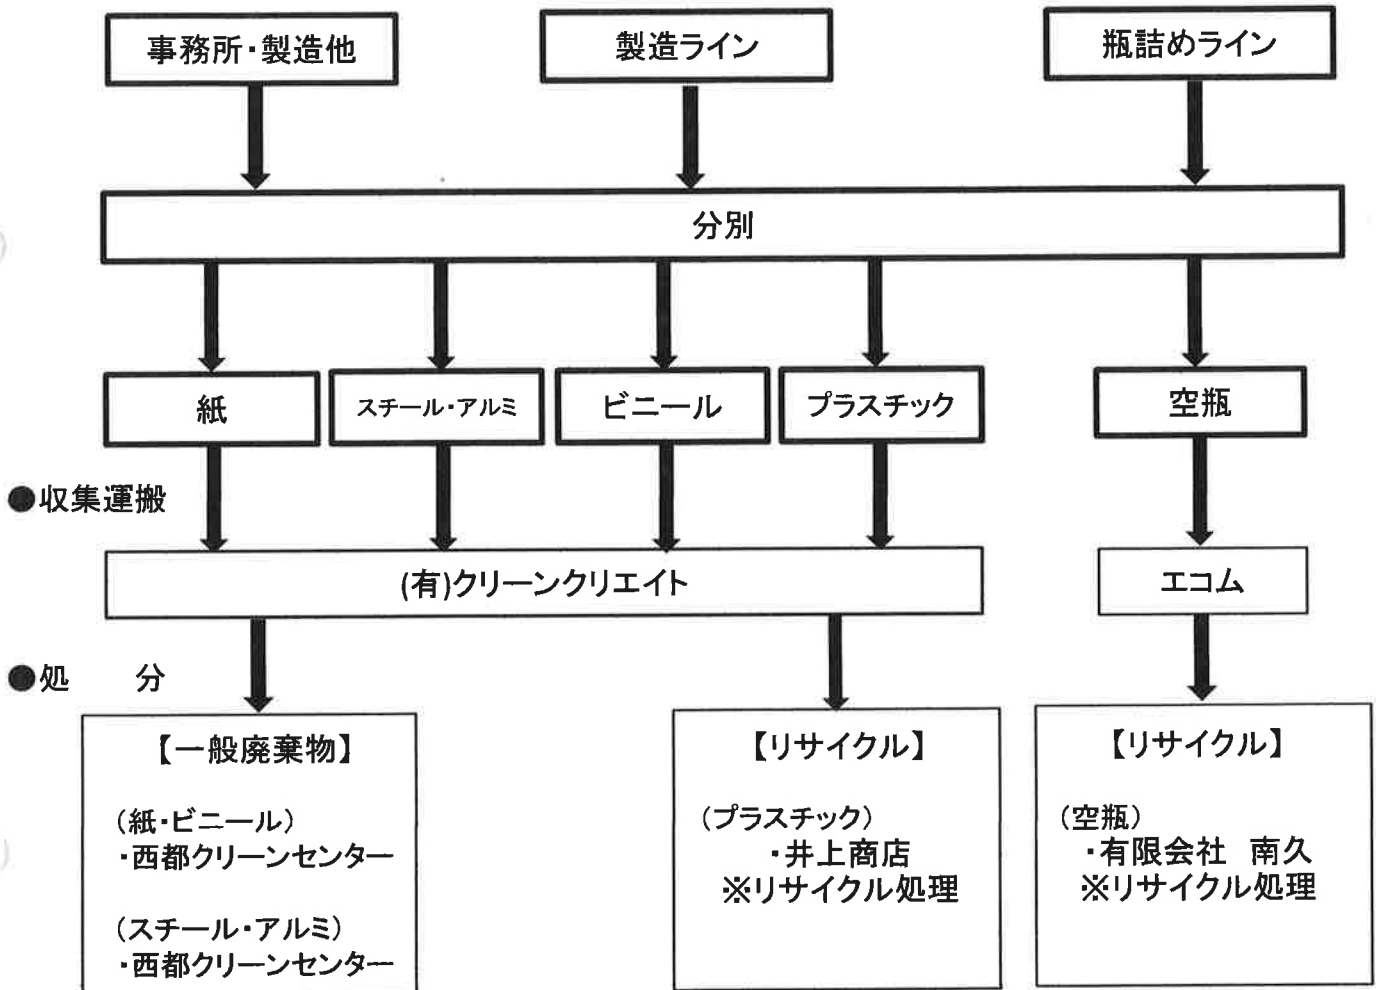 事務所・製造他
製造ライン
瓶詰めライン
分別
紙
スチール・アルミ
ビニール
プラスチック
空瓶
●収集運搬
(有)クリーンクリエイト
エコム
●処　　分
【一般廃棄物】
（紙・ビニール）
・西都クリーンセンター
（スチール・アルミ）
・西都クリーンセンター
【リサイクル】
（プラスチック）
・井上商店
※リサイクル処理
【リサイクル】
（空瓶）
・有限会社　南久
※リサイクル処理